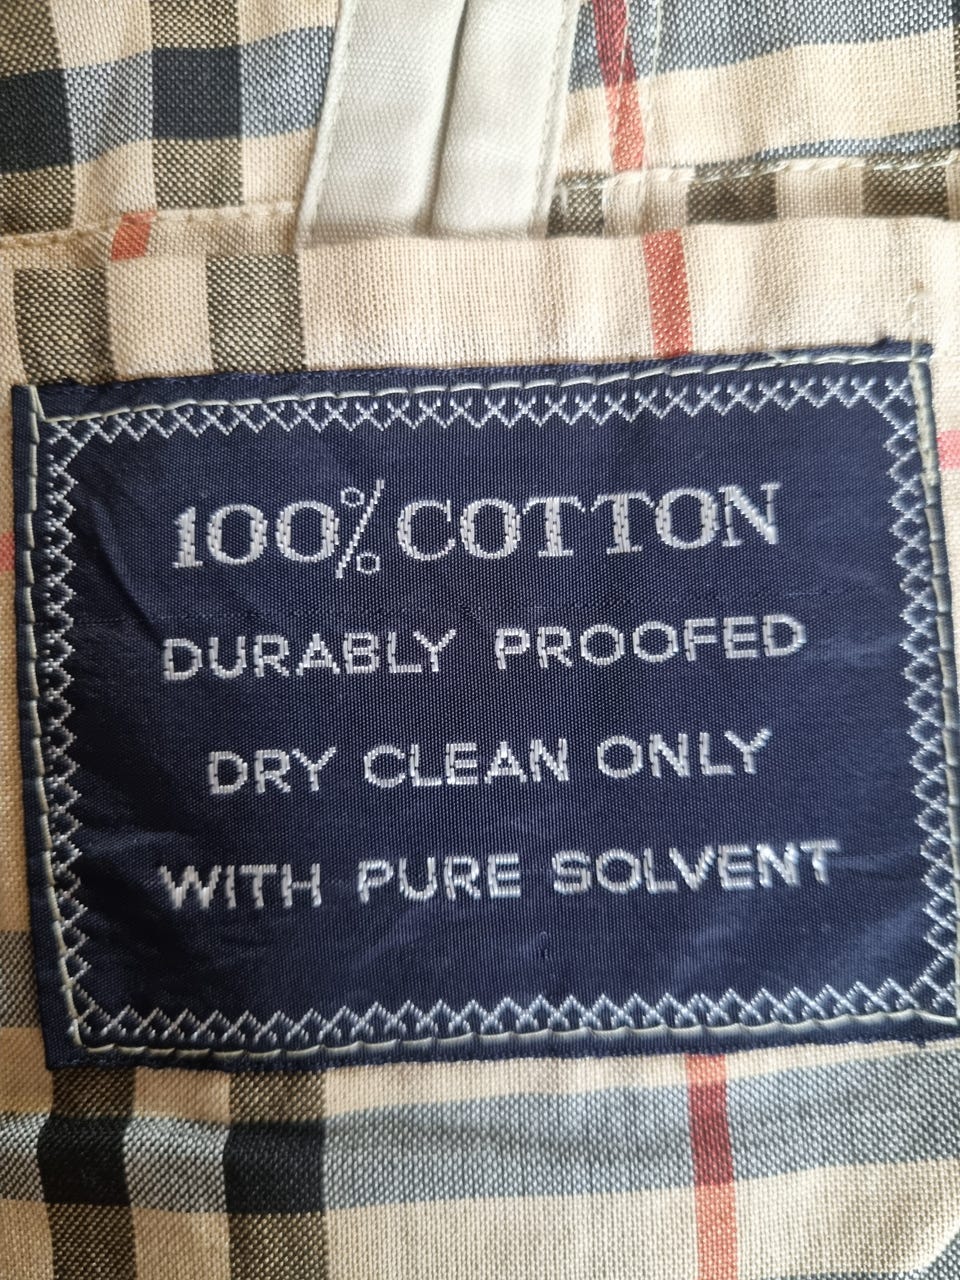 100% COTTON
DURABLY PROOFED
DRY CLEAN ONLY
WITH PURE SOLVENT